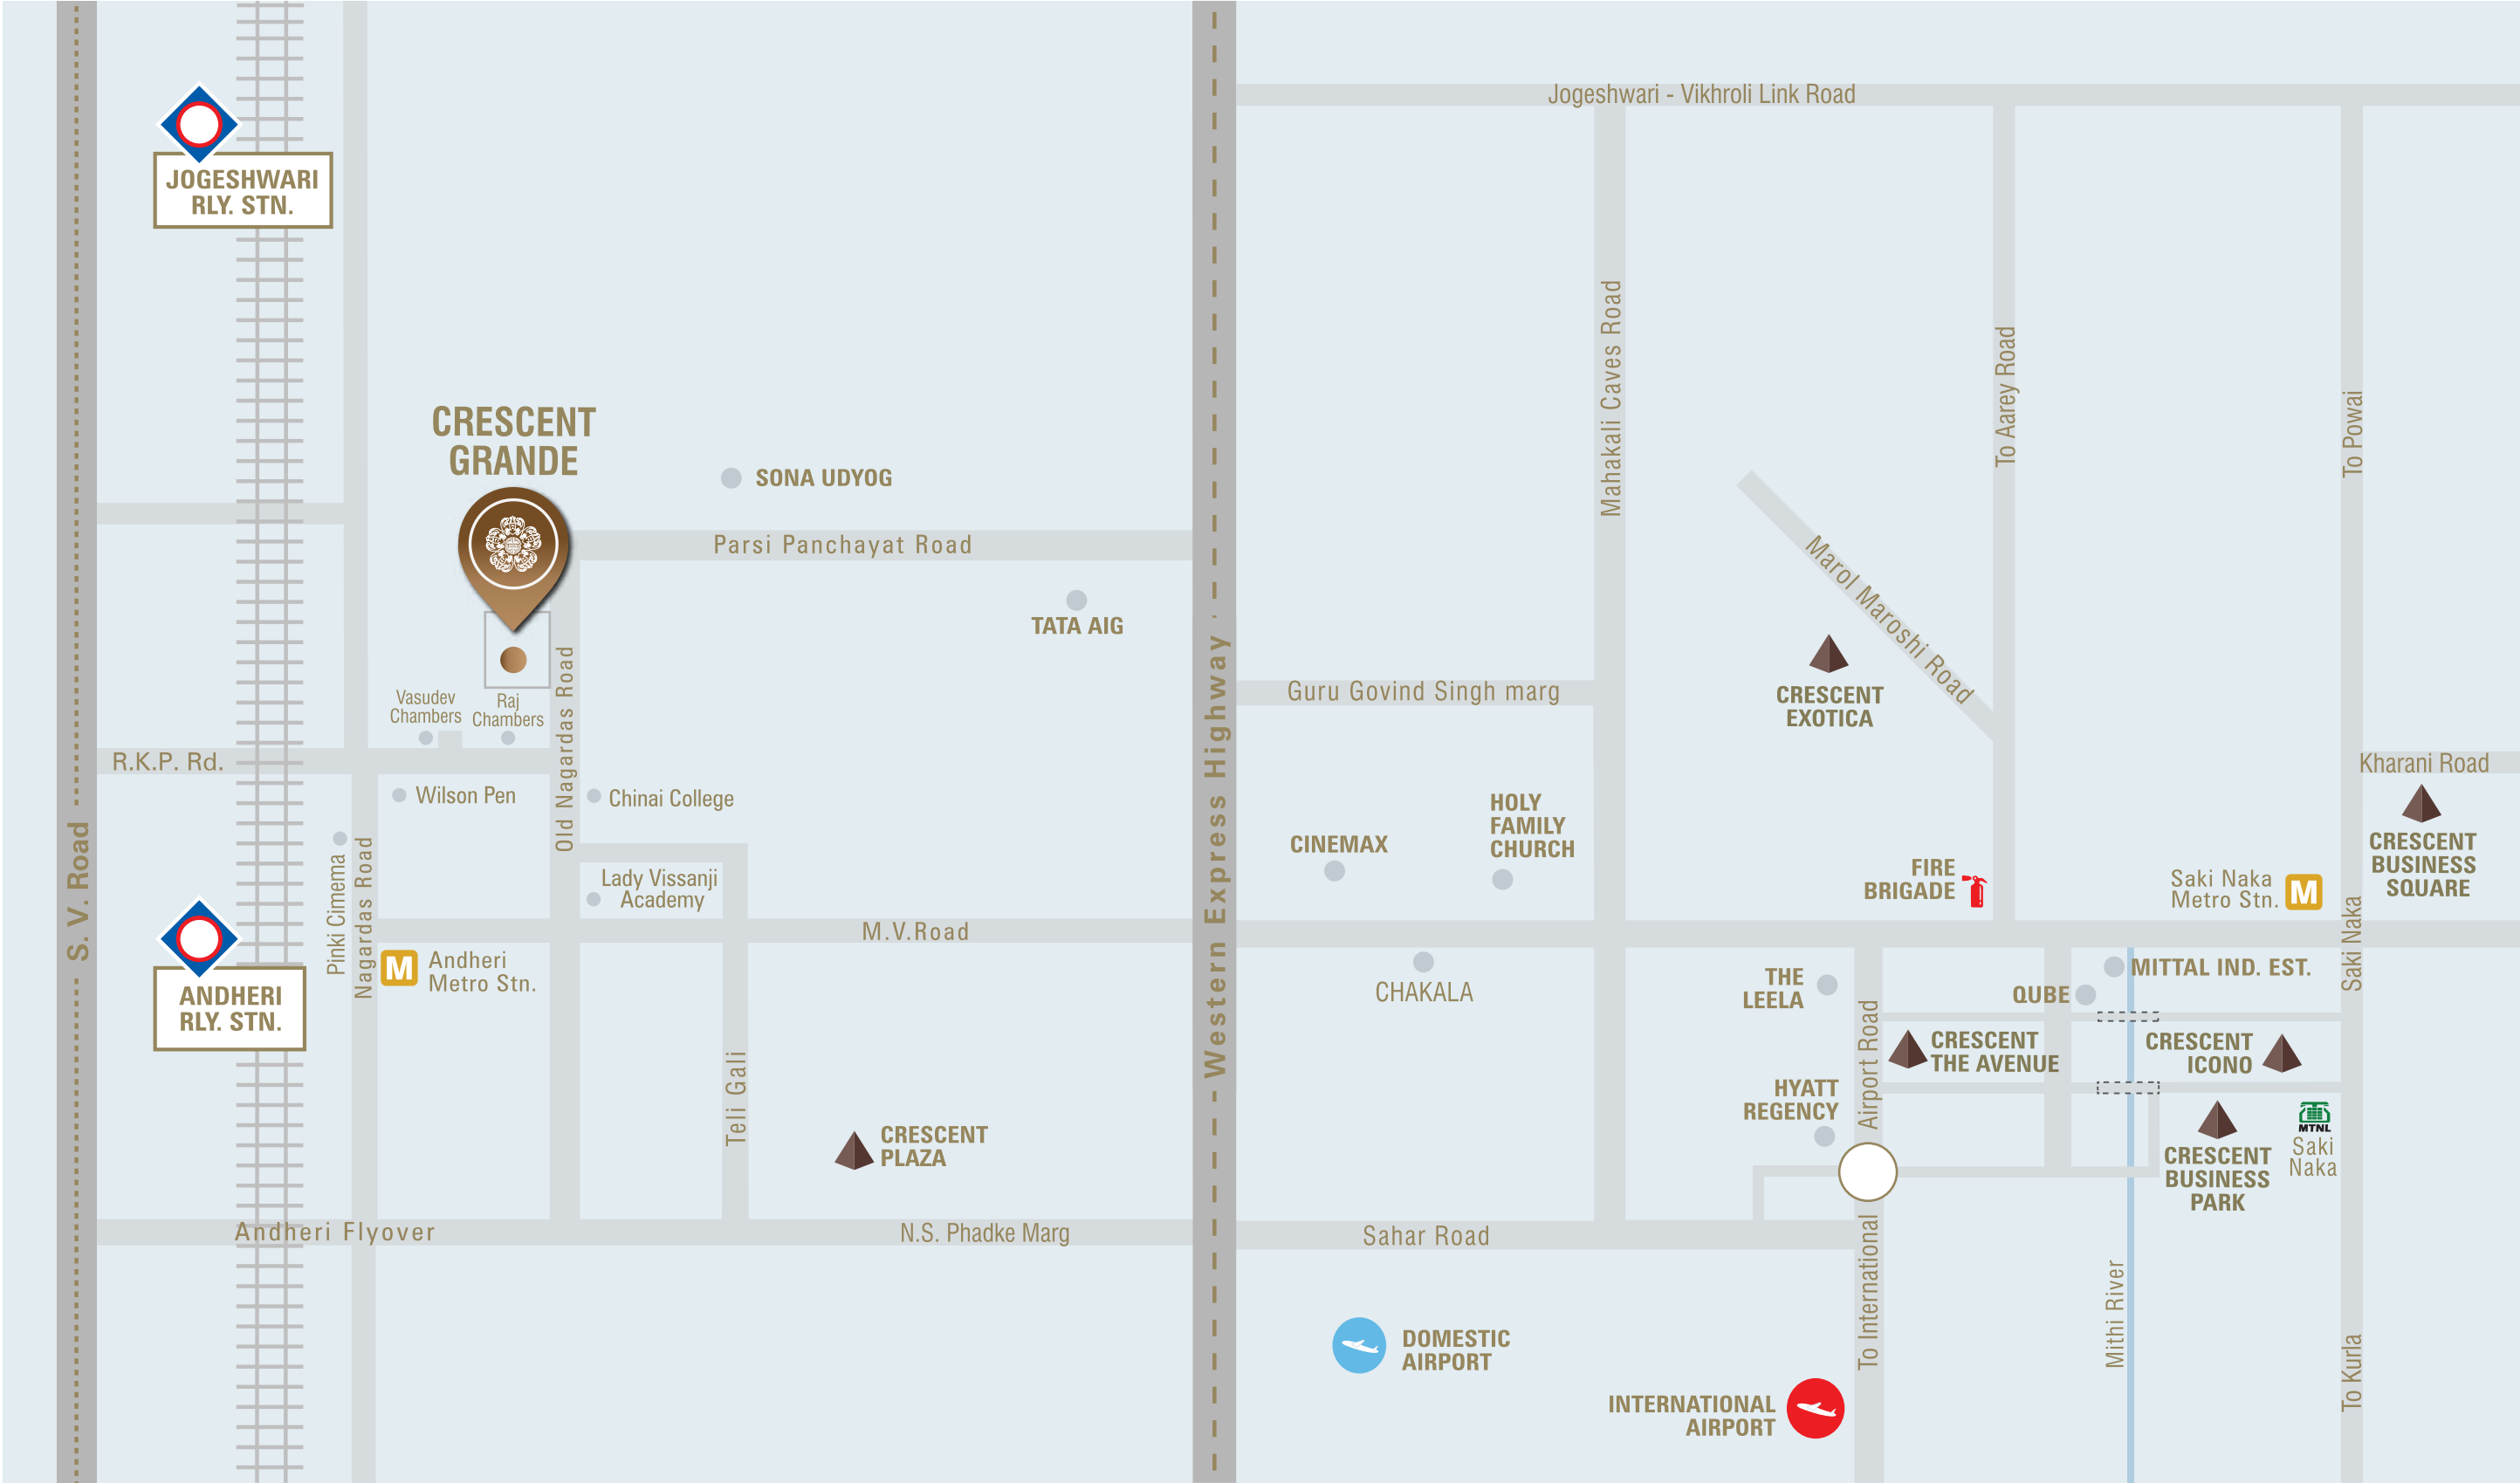 Jogeshwari - Vikhroli Link Road
JOGESHWARI
RLY. STN.
Mahakali Caves Road
To Aarey Road
To Powai
CRESCENT
GRANDE
SONA UDYOG
Parsi Panchayat Road
TATA AIG
Marol Maroshi Road
Guru Govind Singh marg
CRESCENT
EXOTICA
Vasudev
Chambers
Raj
Chambers
Old Nagardas Road
Western Express Highway
R.K.P. Rd.
Kharani Road
Wilson Pen
Chinai College
S. V. Road
HOLY
FAMILY
CHURCH
CINEMAX
CRESCENT
BUSINESS
SQUARE
Pinki Cimema
Nagardas Road
Lady Vissanji
Academy
FIRE
BRIGADE
Saki Naka
Metro Stn.
M
Saki Naka
M.V.Road
M
Andheri
Metro Stn.
ANDHERI
RLY. STN.
CHAKALA
THE
LEELA
MITTAL IND. EST.
QUBE
Airport Road
CRESCENT
THE AVENUE
CRESCENT
ICONO
Teli Gali
HYATT
REGENCY
CRESCENT
PLAZA
MTNL
Saki
Naka
CRESCENT
BUSINESS
PARK
Andheri Flyover
N.S. Phadke Marg
Sahar Road
To International
Mithi River
To Kurla
DOMESTIC
AIRPORT
INTERNATIONAL
AIRPORT